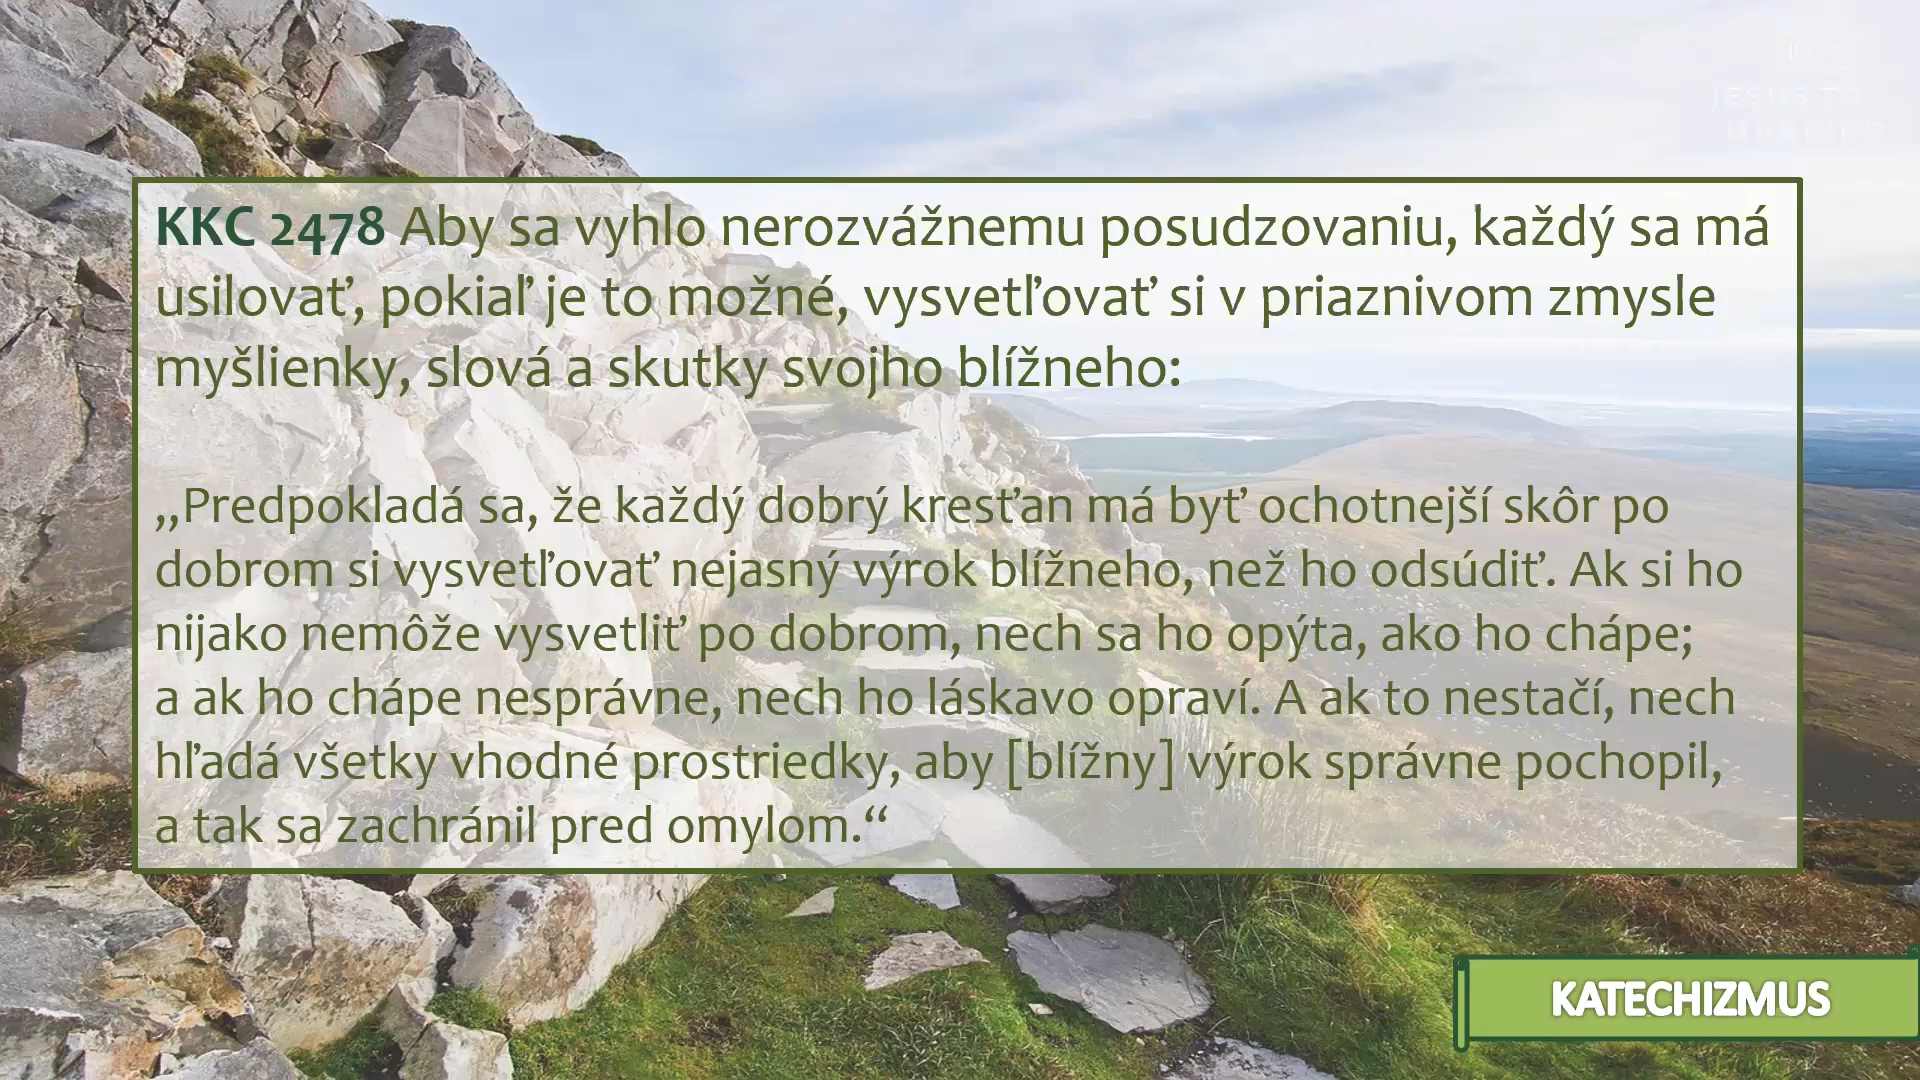 JESUS TO
MANKIND
KKC 2478 Aby sa vyhlo nerozvážnemu posudzovaniu, každý sa má
usilovať, pokiaľ je to možné, vysvetľovať si v priaznivom zmysle
myšlienky, slová a skutky svojho blížneho:
„Predpokladá sa, že každý dobrý kresťan má byť ochotnejší skôr po
dobrom si vysvetľovať nejasný výrok blížneho, než ho odsúdiť. Ak si ho
nijako nemôže vysvetliť po dobrom, nech sa ho opýta, ako ho chápe;
a ak ho chápe nesprávne, nech ho láskavo opraví. A ak to nestačí, nech
hľadá všetky vhodné prostriedky, aby [blížny] výrok správne pochopil,
a tak sa zachránil pred omylom.“
KATECHIZMUS